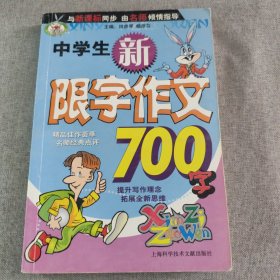 与新课标同步 由名师倾情指导
中学生新
限字作文
精品佳作荟萃
名师经典点评
700字
提升写作理念
拓展全新思维
XianZi
ZuoWen
上海科学技术文献出版社